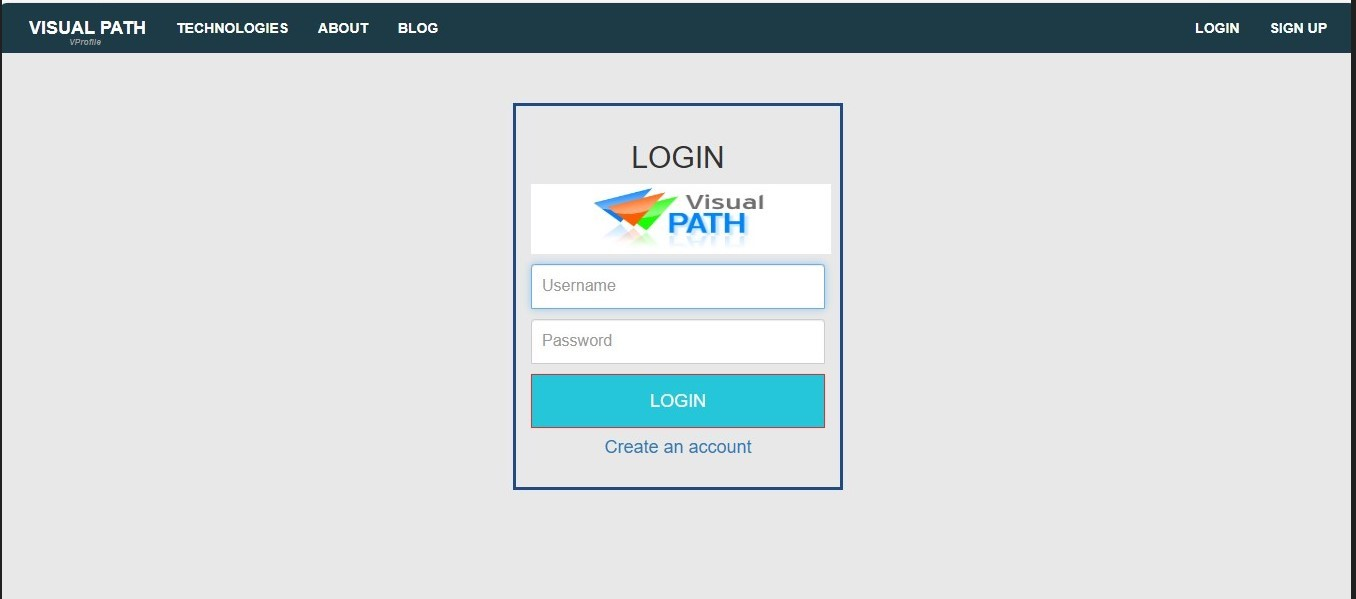 VISUAL PATH TECHNOLOGIES ABOUT BLOG LOGIN SIGN UP
VProfile
LOGIN
Visual
PATH
Username
Password
LOGIN
Create an account